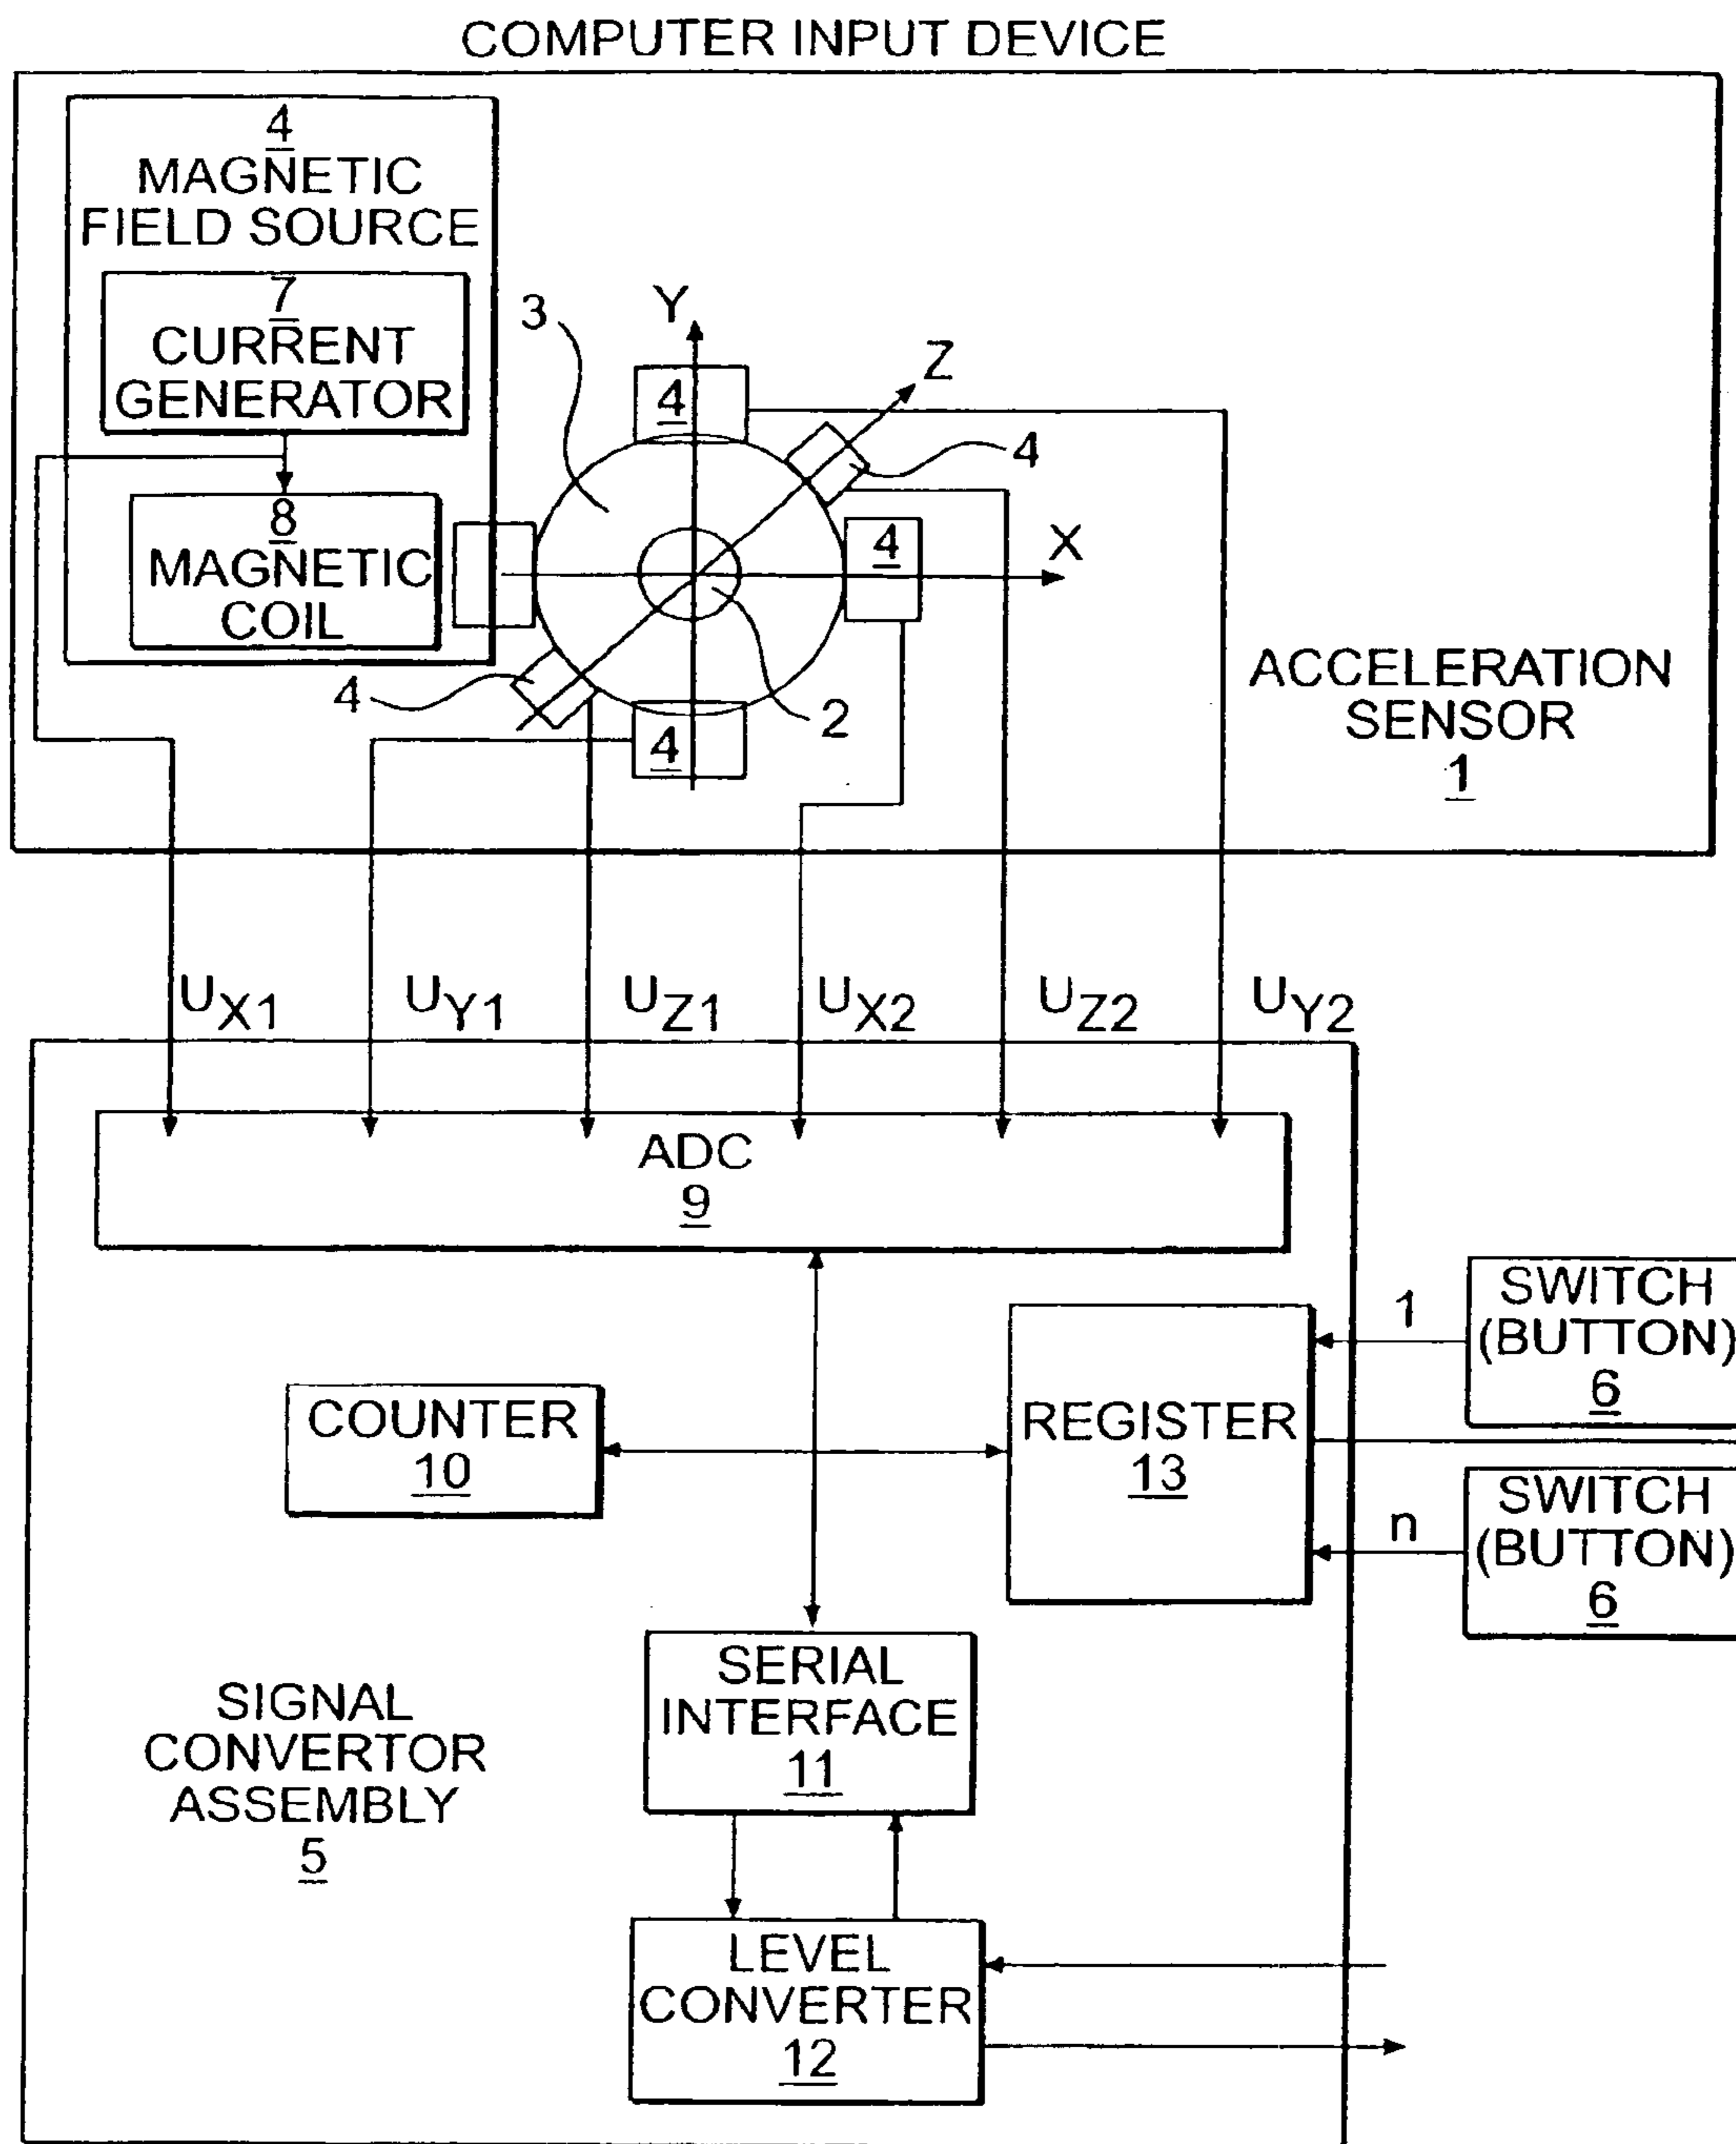 COMPUTER INPUT DEVICE
4
MAGNETIC
FIELD SOURCE
7
CURRENT
GENERATOR
8
MAGNETIC
COIL
3
Y
Z
4
4
4
X
4
4
2
ACCELERATION
SENSOR
1
UX1
UY1
UZ1
UX2
UZ2
UY2
ADC
9
COUNTER
10
REGISTER
13
1
SWITCH
(BUTTON)
6
n
SWITCH
(BUTTON)
6
SERIAL
INTERFACE
11
SIGNAL
CONVERTOR
ASSEMBLY
5
LEVEL
CONVERTER
12